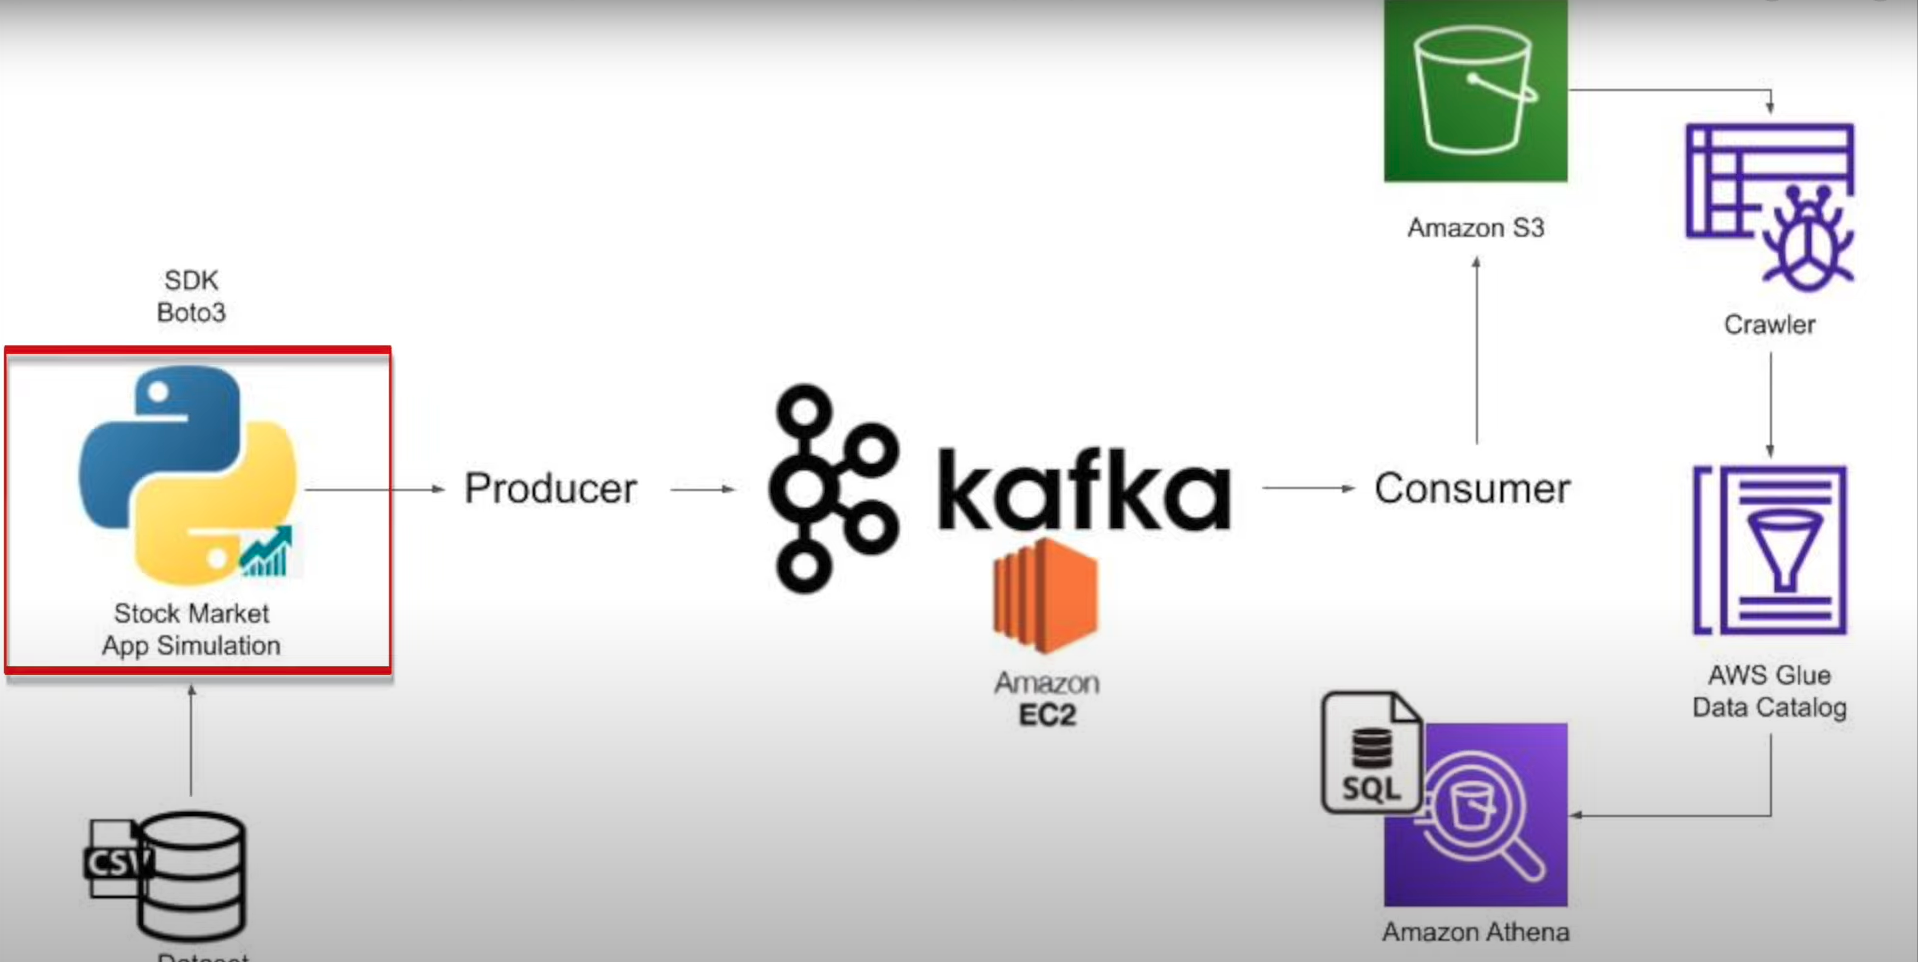 SDK
Boto3
Stock Market
App Simulation
CSV
Dataset
Producer
kafka
Amazon
EC2
Consumer
Amazon S3
Crawler
AWS Glue
Data Catalog
SQL
Amazon Athena